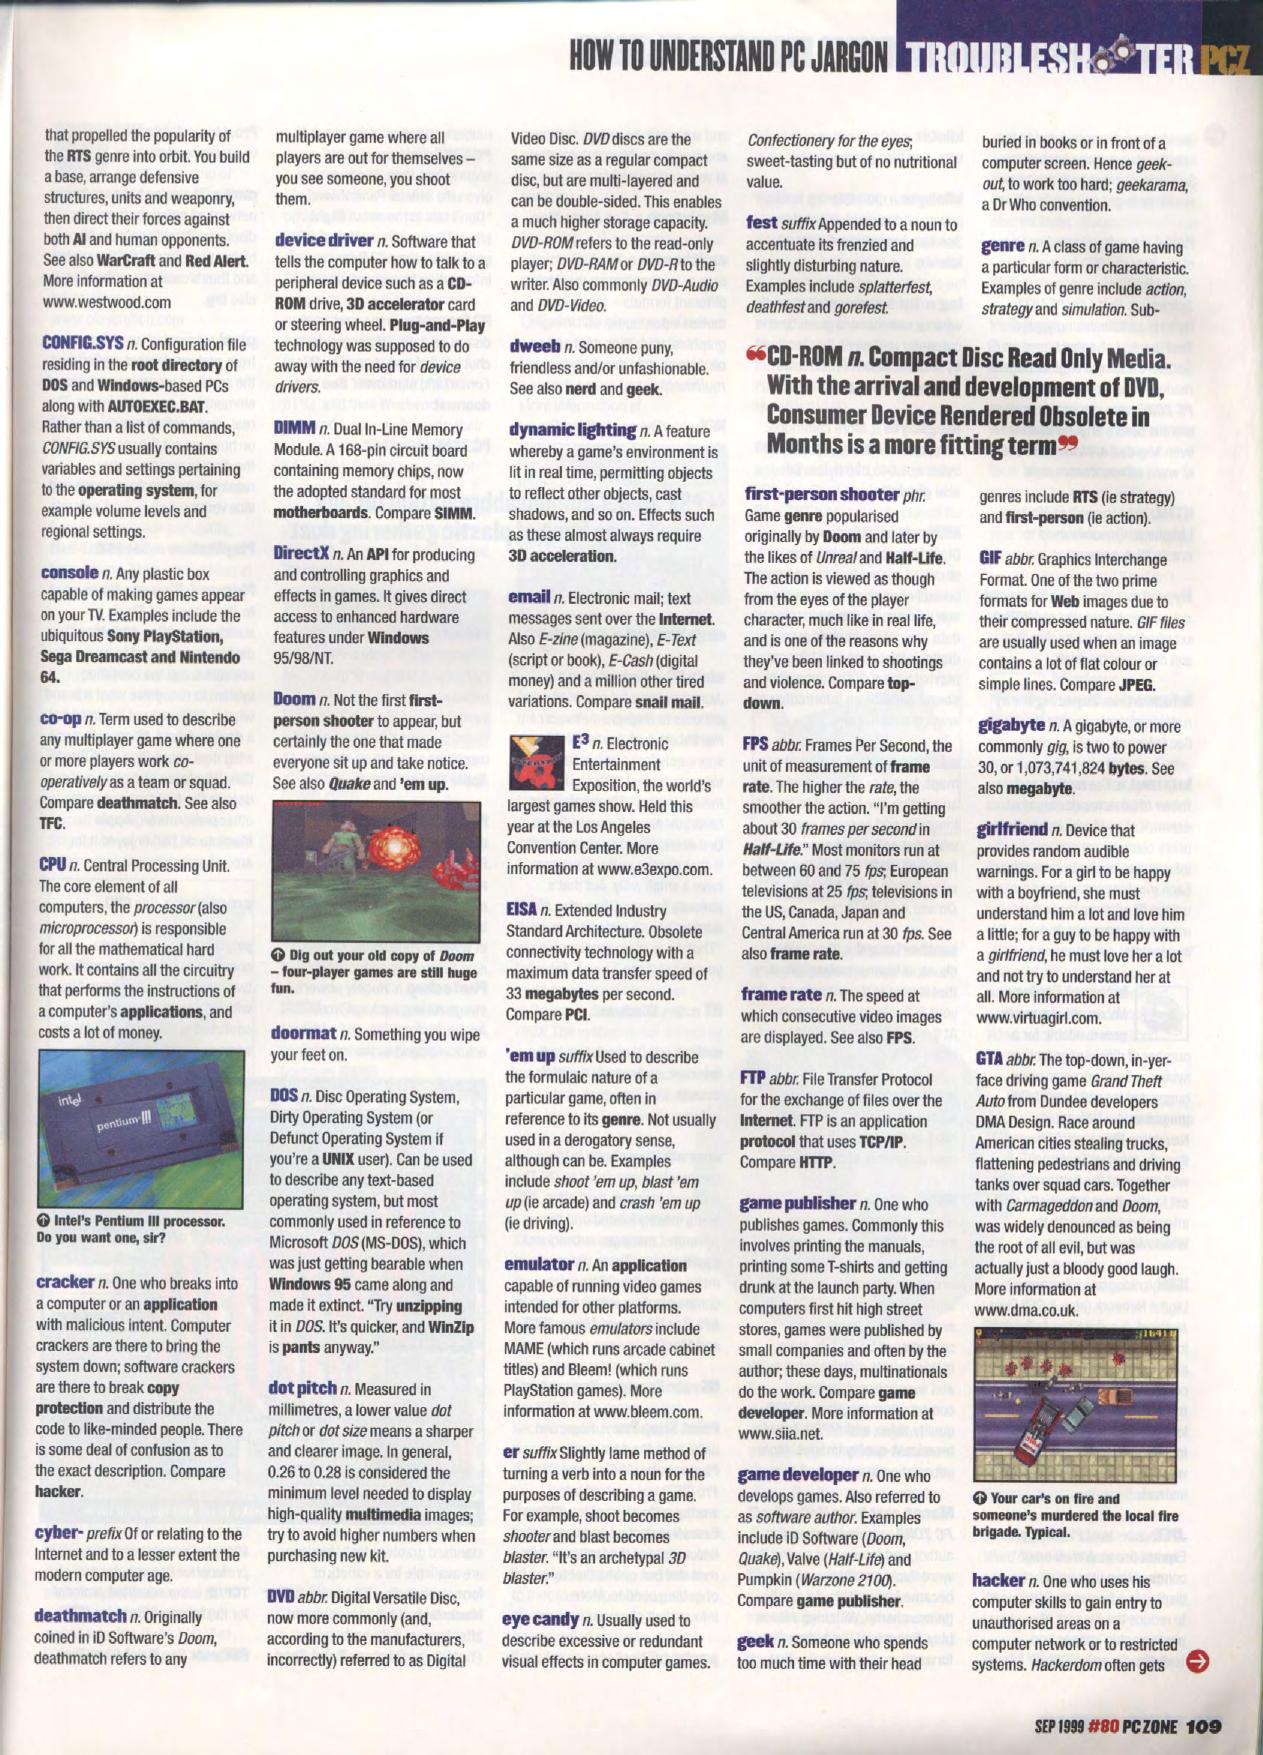 HOW TO UNDERSTAND PC JARGON TROUBLESHOOTER PCZ
that propelled the popularity of
the RTS genre into orbit. You build
a base, arrange defensive
structures, units and weaponry,
then direct their forces against
both AI and human opponents.
See also WarCraft and Red Alert.
More information at
www.westwood.com
CONFIG.SYS n. Configuration file
residing in the root directory of
DOS and Windows-based PCs
along with AUTOEXEC.BAT.
Rather than a list of commands,
CONFIG.SYS usually contains
variables and settings pertaining
to the operating system, for
example volume levels and
regional settings.
console n. Any plastic box
capable of making games appear
on your TV. Examples include the
ubiquitous Sony PlayStation,
Sega Dreamcast and Nintendo
64.
co-op n. Term used to describe
any multiplayer game where one
or more players work co-
operatively as a team or squad.
Compare deathmatch. See also
TFC.
CPU n. Central Processing Unit.
The core element of all
computers, the processor (also
microprocessor) is responsible
for all the mathematical hard
work. It contains all the circuitry
that performs the instructions of
a computer's applications, and
costs a lot of money.
intel
pentium III
Intel's Pentium III processor.
Do you want one, sir?
cracker n. One who breaks into
a computer or an application
with malicious intent. Computer
crackers are there to bring the
system down; software crackers
are there to break copy
protection and distribute the
code to like-minded people. There
is some deal of confusion as to
the exact description. Compare
hacker.
cyber- prefix Of or relating to the
Internet and to a lesser extent the
modern computer age.
deathmatch n. Originally
coined in iD Software's Doom,
deathmatch refers to any
multiplayer game where all
players are out for themselves –
you see someone, you shoot
them.
device driver n. Software that
tells the computer how to talk to a
peripheral device such as a CD-
ROM drive, 3D accelerator card
or steering wheel. Plug-and-Play
technology was supposed to do
away with the need for device
drivers.
DIMM n. Dual In-Line Memory
Module. A 168-pin circuit board
containing memory chips, now
the adopted standard for most
motherboards. Compare SIMM.
DirectX n. An API for producing
and controlling graphics and
effects in games. It gives direct
access to enhanced hardware
features under Windows
95/98/NT.
Doom n. Not the first first-
person shooter to appear, but
certainly the one that made
everyone sit up and take notice.
See also Quake and 'em up.
Dig out your old copy of Doom
– four-player games are still huge
fun.
doormat n. Something you wipe
your feet on.
DOS n. Disc Operating System,
Dirty Operating System (or
Defunct Operating System if
you're a UNIX user). Can be used
to describe any text-based
operating system, but most
commonly used in reference to
Microsoft DOS (MS-DOS), which
was just getting bearable when
Windows 95 came along and
made it extinct. "Try unzipping
it in DOS. It's quicker, and WinZip
is pants anyway."
dot pitch n. Measured in
millimetres, a lower value dot
pitch or dot size means a sharper
and clearer image. In general,
0.26 to 0.28 is considered the
minimum level needed to display
high-quality multimedia images;
try to avoid higher numbers when
purchasing new kit.
DVD abbr. Digital Versatile Disc,
now more commonly (and,
according to the manufacturers,
incorrectly) referred to as Digital
Video Disc. DVD discs are the
same size as a regular compact
disc, but are multi-layered and
can be double-sided. This enables
a much higher storage capacity.
DVD-ROM refers to the read-only
player; DVD-RAM or DVD-R to the
writer. Also commonly DVD-Audio
and DVD-Video.
dweeb n. Someone puny,
friendless and/or unfashionable.
See also nerd and geek.
dynamic lighting n. A feature
whereby a game's environment is
lit in real time, permitting objects
to reflect other objects, cast
shadows, and so on. Effects such
as these almost always require
3D acceleration.
email n. Electronic mail; text
messages sent over the Internet.
Also E-zine (magazine), E-Text
(script or book), E-Cash (digital
money) and a million other tired
variations. Compare snail mail.
E3 n. Electronic
Entertainment
Exposition, the world's
largest games show. Held this
year at the Los Angeles
Convention Center. More
information at www.e3expo.com.
EISA n. Extended Industry
Standard Architecture. Obsolete
connectivity technology with a
maximum data transfer speed of
33 megabytes per second.
Compare PCI.
'em up suffix Used to describe
the formulaic nature of a
particular game, often in
reference to its genre. Not usually
used in a derogatory sense,
although can be. Examples
include shoot 'em up, blast 'em
up (ie arcade) and crash 'em up
(ie driving).
emulator n. An application
capable of running video games
intended for other platforms.
More famous emulators include
MAME (which runs arcade cabinet
titles) and Bleem! (which runs
PlayStation games). More
information at www.bleem.com.
er suffix Slightly lame method of
turning a verb into a noun for the
purposes of describing a game.
For example, shoot becomes
shooter and blast becomes
blaster. "It's an archetypal 3D
blaster."
eye candy n. Usually used to
describe excessive or redundant
visual effects in computer games.
Confectionery for the eyes;
sweet-tasting but of no nutritional
value.
fest suffix Appended to a noun to
accentuate its frenzied and
slightly disturbing nature.
Examples include splatterfest,
deathfest and gorefest.
“CD-ROM n. Compact Disc Read Only Media.
With the arrival and development of DVD,
Consumer Device Rendered Obsolete in
Months is a more fitting term”
first-person shooter phr.
Game genre popularised
originally by Doom and later by
the likes of Unreal and Half-Life.
The action is viewed as though
from the eyes of the player
character, much like in real life,
and is one of the reasons why
they've been linked to shootings
and violence. Compare top-
down.
FPS abbr. Frames Per Second, the
unit of measurement of frame
rate. The higher the rate, the
smoother the action. "I'm getting
about 30 frames per second in
Half-Life." Most monitors run at
between 60 and 75 fps; European
televisions at 25 fps; televisions in
the US, Canada, Japan and
Central America run at 30 fps. See
also frame rate.
frame rate n. The speed at
which consecutive video images
are displayed. See also FPS.
FTP abbr. File Transfer Protocol
for the exchange of files over the
Internet. FTP is an application
protocol that uses TCP/IP.
Compare HTTP.
game publisher n. One who
publishes games. Commonly this
involves printing the manuals,
printing some T-shirts and getting
drunk at the launch party. When
computers first hit high street
stores, games were published by
small companies and often by the
author; these days, multinationals
do the work. Compare game
developer. More information at
www.siia.net.
game developer n. One who
develops games. Also referred to
as software author. Examples
include iD Software (Doom,
Quake), Valve (Half-Life) and
Pumpkin (Warzone 2100).
Compare game publisher.
geek n. Someone who spends
too much time with their head
buried in books or in front of a
computer screen. Hence geek-
out, to work too hard; geekarama,
a Dr Who convention.
genre n. A class of game having
a particular form or characteristic.
Examples of genre include action,
strategy and simulation. Sub-
genres include RTS (ie strategy)
and first-person (ie action).
GIF abbr. Graphics Interchange
Format. One of the two prime
formats for Web images due to
their compressed nature. GIF files
are usually used when an image
contains a lot of flat colour or
simple lines. Compare JPEG.
gigabyte n. A gigabyte, or more
commonly gig, is two to power
30, or 1,073,741,824 bytes. See
also megabyte.
girlfriend n. Device that
provides random audible
warnings. For a girl to be happy
with a boyfriend, she must
understand him a lot and love him
a little; for a guy to be happy with
a girlfriend, he must love her a lot
and not try to understand her at
all. More information at
www.virtuagirl.com.
GTA abbr. The top-down, in-yer-
face driving game Grand Theft
Auto from Dundee developers
DMA Design. Race around
American cities stealing trucks,
flattening pedestrians and driving
tanks over squad cars. Together
with Carmageddon and Doom,
was widely denounced as being
the root of all evil, but was
actually just a bloody good laugh.
More information at
www.dma.co.uk.
Your car's on fire and
someone's murdered the local fire
brigade. Typical.
hacker n. One who uses his
computer skills to gain entry to
unauthorised areas on a
computer network or to restricted
systems. Hackerdom often gets
SEP 1999 #80 PC ZONE 109